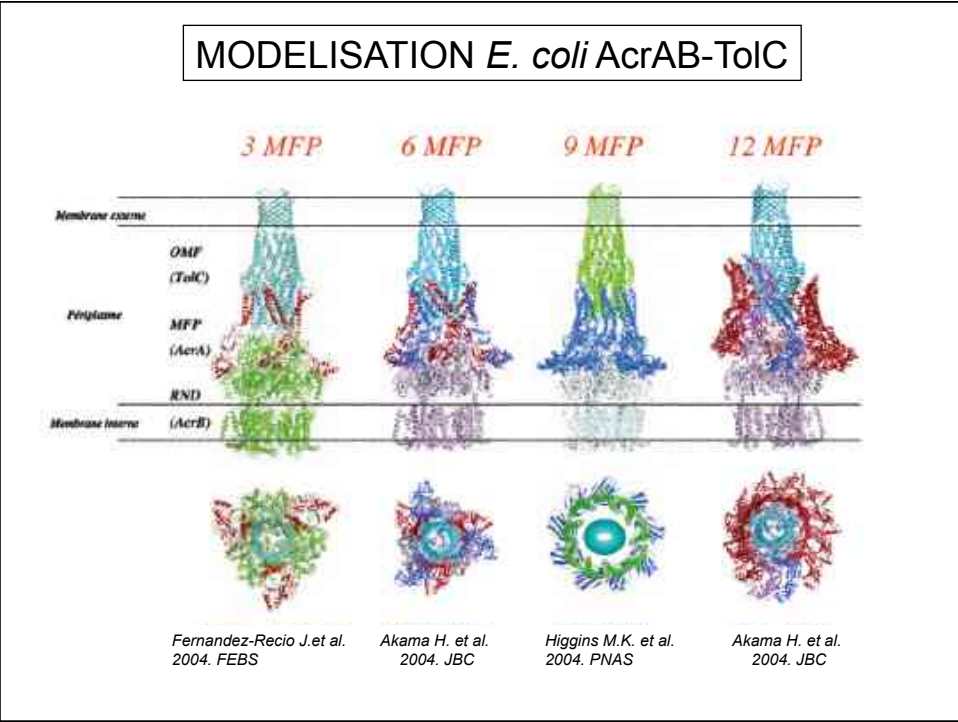 MODELISATION E. coli AcrAB-TolC
3 MFP 6 MFP 9 MFP 12 MFP
Membrane externe
OMF
(TolC)
Périplasme
MFP
(AcrA)
RND
Membrane interne (AcrB)
Fernandez-Recio J.et al. Akama H. et al. Higgins M.K. et al. Akama H. et al.
2004. FEBS 2004. JBC 2004. PNAS 2004. JBC